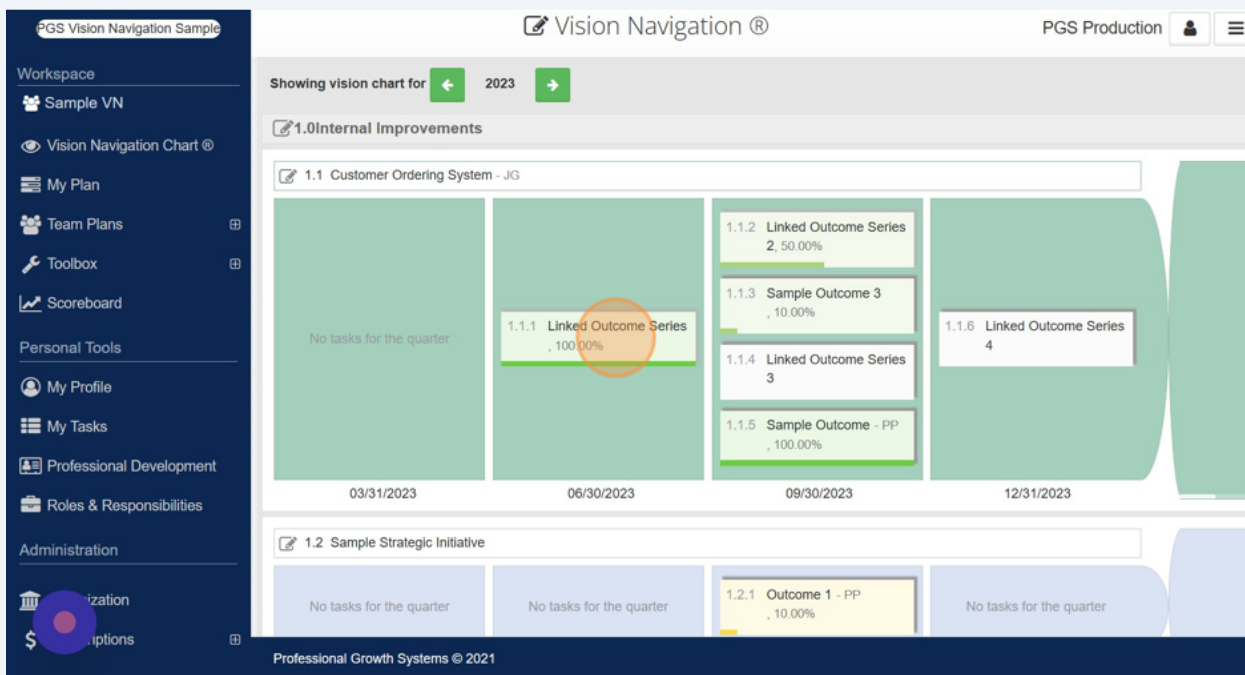 PGS Vision Navigation Sample
Vision Navigation ®
PGS Production
Workspace
Sample VN
Vision Navigation Chart ®
My Plan
Team Plans
Toolbox
Scoreboard
Personal Tools
My Profile
My Tasks
Professional Development
Roles & Responsibilities
Administration
Showing vision chart for
2023
1.0Internal Improvements
1.1 Customer Ordering System - JG
No tasks for the quarter
03/31/2023
1.1.1 Linked Outcome Series
, 100.00%
06/30/2023
1.1.2 Linked Outcome Series
2, 50.00%
1.1.3 Sample Outcome 3
, 10.00%
1.1.4 Linked Outcome Series
3
1.1.5 Sample Outcome - PP
, 100.00%
09/30/2023
1.1.6 Linked Outcome Series
4
12/31/2023
1.2 Sample Strategic Initiative
No tasks for the quarter
No tasks for the quarter
1.2.1 Outcome 1 - PP
, 10.00%
No tasks for the quarter
Professional Growth Systems © 2021